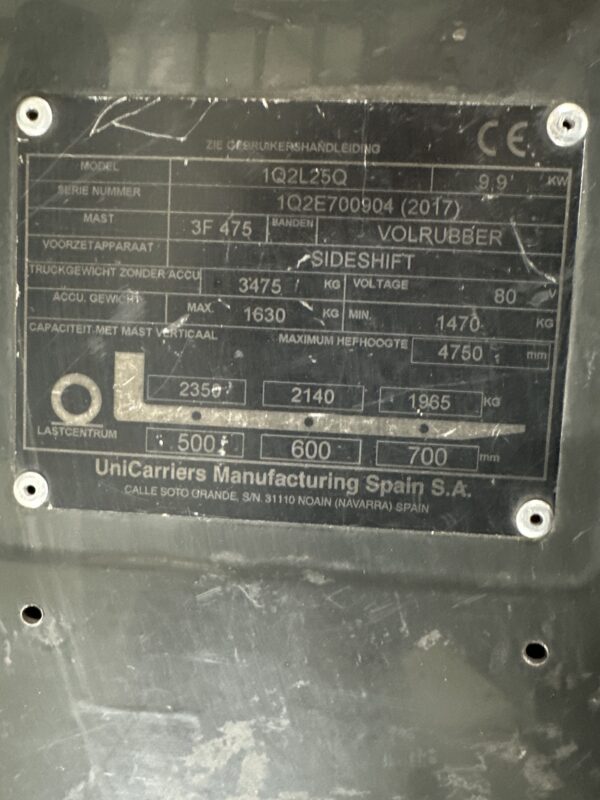 ZIE GEBRUIKERSHANDLEIDING CE
MODEL 1Q2L25Q 9,9 KW
SERIE NUMMER 1Q2E700904 (2017)
MAST 3F 475 BANDEN VOLRUBBER
VOORZETAPPARAAT SIDESHIFT
TRUCKGEWICHT ZONDER ACCU 3475 KG VOLTAGE 80 V
ACCU. GEWICHT MAX. 1630 KG MIN. 1470 KG
CAPACITEIT MET MAST VERTICAAL MAXIMUM HEFHOOGTE 4750 mm
2350 2140 1965 KG
LASTCENTRUM
500 600 700 mm
UniCarriers Manufacturing Spain S.A.
CALLE SOTO GRANDE, S/N. 31110 NOAIN (NAVARRA) SPAIN